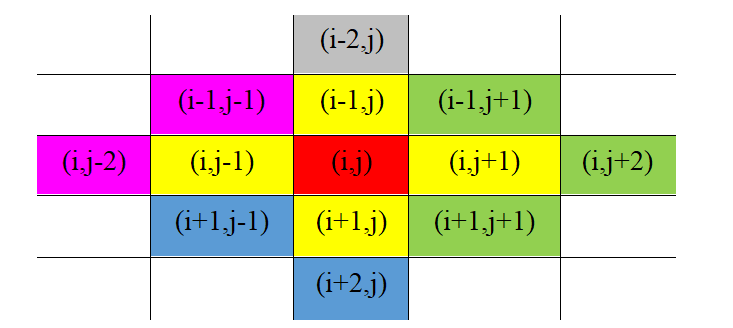 (i-2,j)
(i-1,j-1) (i-1,j) (i-1,j+1)
(i,j-2) (i,j-1) (i,j) (i,j+1) (i,j+2)
(i+1,j-1) (i+1,j) (i+1,j+1)
(i+2,j)